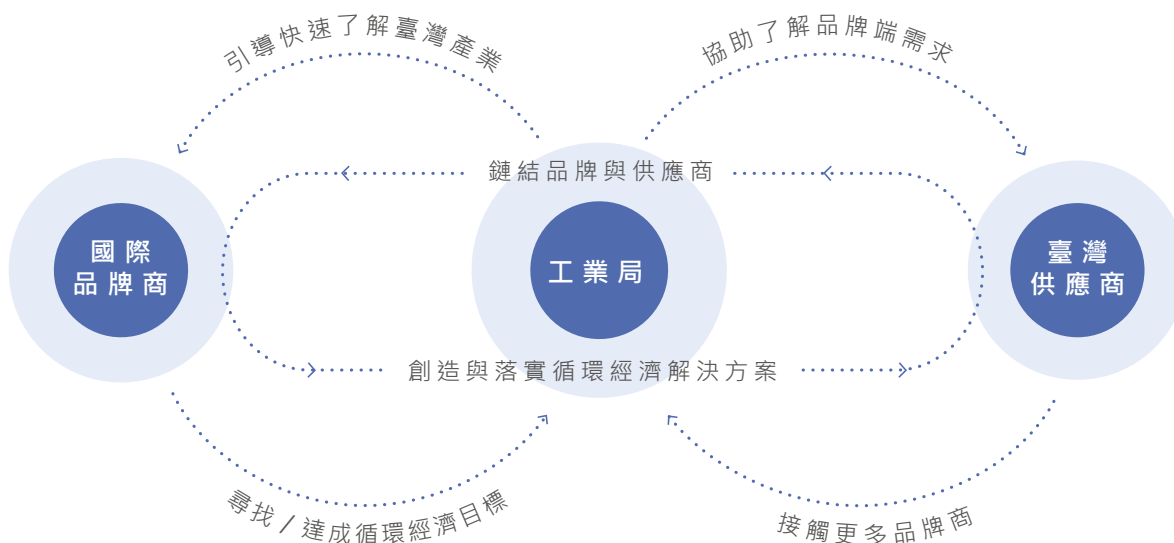 引導快速了解臺灣產業
協助了解品牌端需求
鏈結品牌與供應商
國際
品牌商
工業局
臺灣
供應商
創造與落實循環經濟解決方案
尋找/達成循環經濟目標
接觸更多品牌商